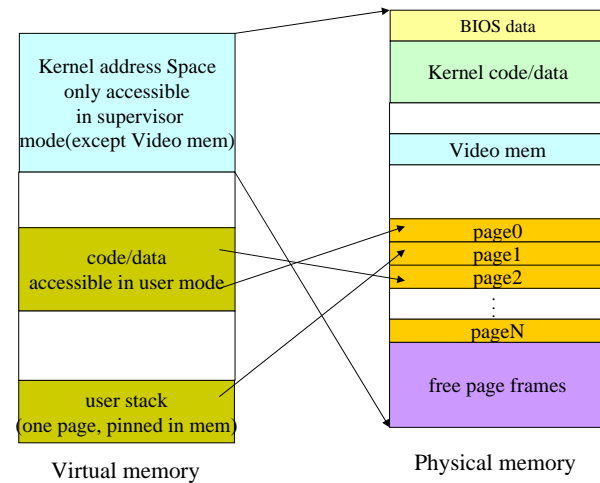 Kernel address Space
only accessible
in supervisor
mode(except Video mem)
code/data
accessible in user mode
user stack
(one page, pinned in mem)
Virtual memory
BIOS data
Kernel code/data
Video mem
page0
page1
page2
⋮
pageN
free page frames
Physical memory